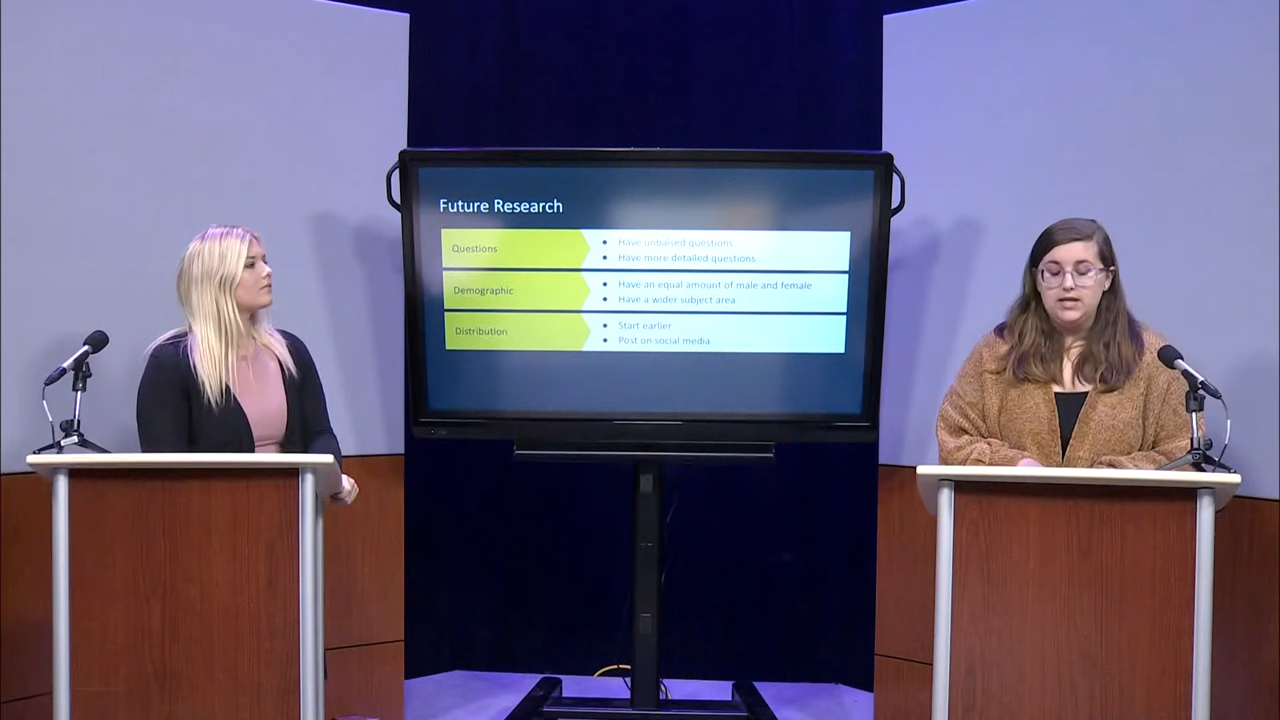 Future Research
Questions
● Have unbaised questions
● Have more detailed questions
Demographic
● Have an equal amount of male and female
● Have a wider subject area
Distribution
● Start earlier
● Post on social media